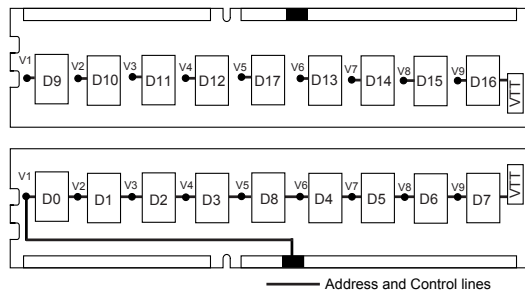 V1 V2 V3 V4 V5 V6 V7 V8 V9
D9 D10 D11 D12 D17 D13 D14 D15 D16 VTT
V1 V2 V3 V4 V5 V6 V7 V8 V9
D0 D1 D2 D3 D8 D4 D5 D6 D7 VTT
Address and Control lines